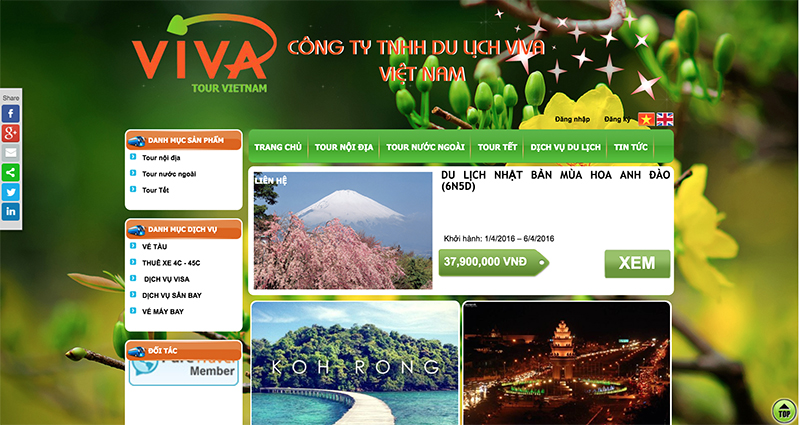 VIVA
TOUR VIETNAM
CÔNG TY TNHH DU LỊCH VIVA
VIỆT NAM
Share
Đăng nhập
Đăng ký
DANH MỤC SẢN PHẨM
Tour nội địa
Tour nước ngoài
Tour Tết
TRANG CHỦ
TOUR NỘI ĐỊA
TOUR NƯỚC NGOÀI
TOUR TẾT
DỊCH VỤ DU LỊCH
TIN TỨC
LIÊN HỆ
DU LỊCH NHẬT BẢN MÙA HOA ANH ĐÀO
(6N5D)
Khởi hành: 1/4/2016 – 6/4/2016
37,900,000 VNĐ
XEM
DANH MỤC DỊCH VỤ
VÉ TÀU
THUÊ XE 4C - 45C
DỊCH VỤ VISA
DỊCH VỤ SÂN BAY
VÉ MÁY BAY
ĐỐI TÁC
Member
KOH RONG
TOP